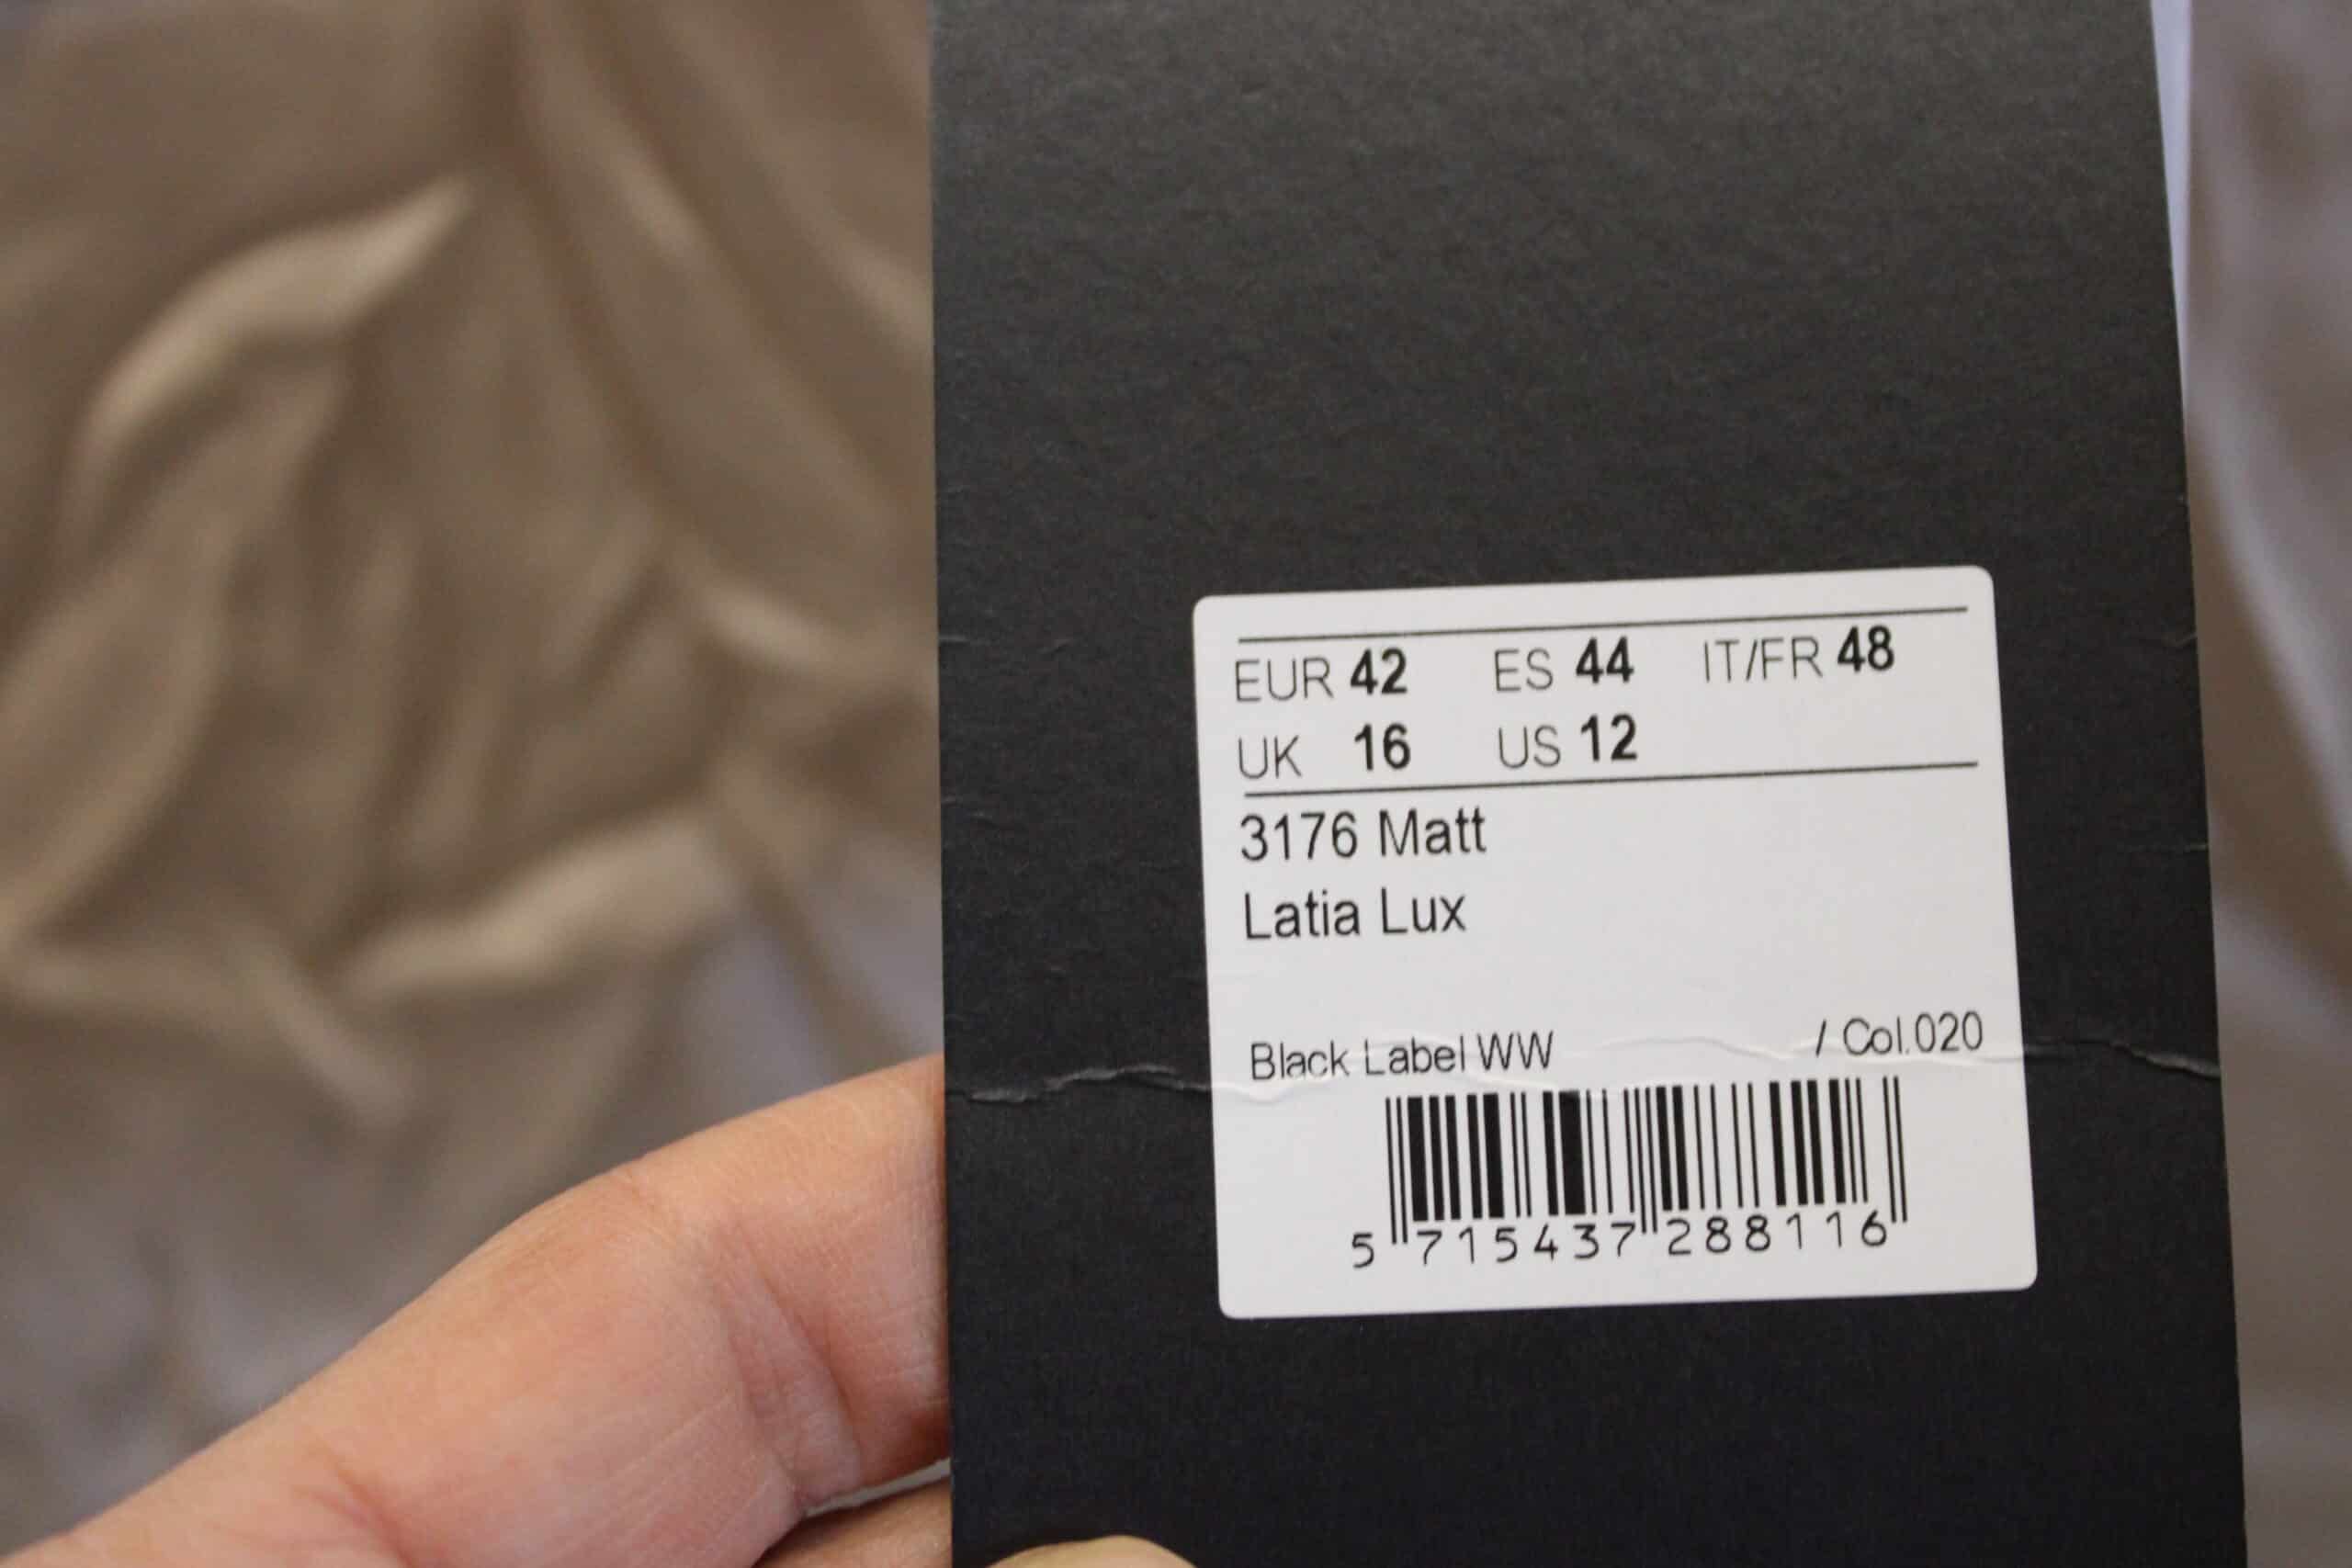 EUR 42 ES 44 IT/FR 48
UK 16 US 12
3176 Matt
Latia Lux
Black Label WW / Col.020
5 715437 288116